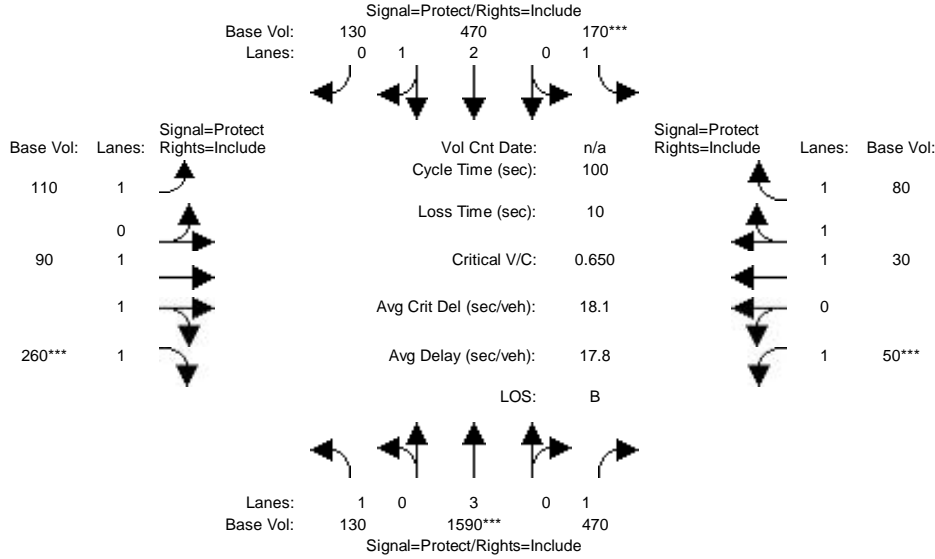 Signal=Protect/Rights=Include
Base Vol: 130 470 170***
Lanes: 0 1 2 0 1
Signal=Protect
Base Vol: Lanes: Rights=Include
Vol Cnt Date: n/a
Signal=Protect
Rights=Include Lanes: Base Vol:
Cycle Time (sec): 100
110 1
1 80
Loss Time (sec): 10
0
1
90 1
Critical V/C: 0.650
1 30
1
Avg Crit Del (sec/veh): 18.1
0
260*** 1
Avg Delay (sec/veh): 17.8
1 50***
LOS: B
Lanes: 1 0 3 0 1
Base Vol: 130 1590*** 470
Signal=Protect/Rights=Include